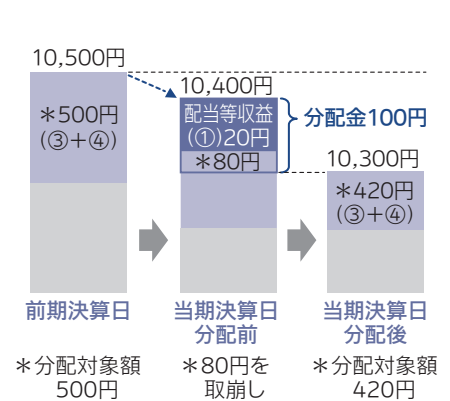 10,500円
＊500円
(③＋④)
10,400円
配当等収益
(①)20円
＊80円
分配金100円
10,300円
＊420円
(③＋④)
前期決算日
当期決算日
分配前
当期決算日
分配後
＊分配対象額
500円
＊80円を
取崩し
＊分配対象額
420円